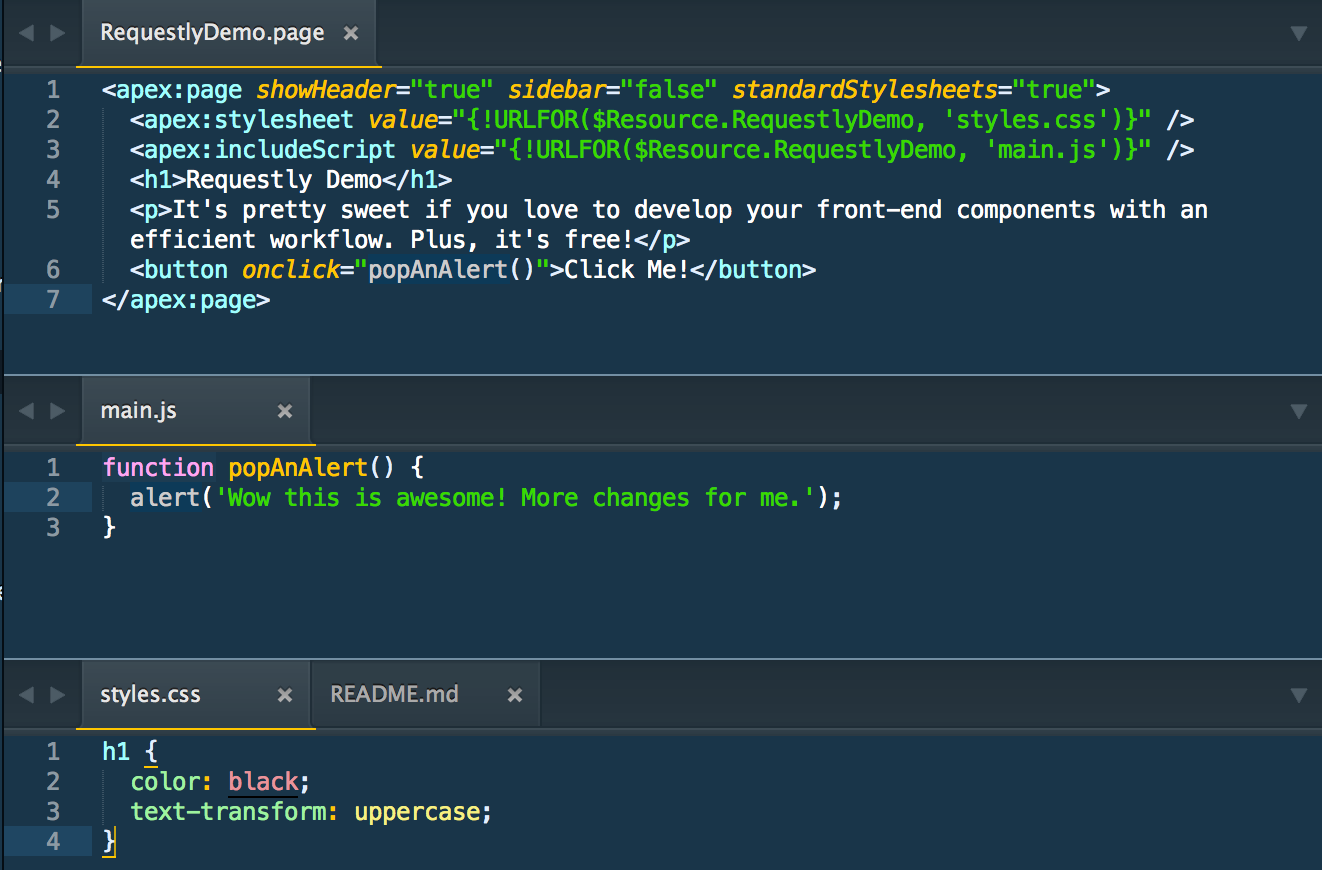 RequestlyDemo.page ×
1 <apex:page showHeader="true" sidebar="false" standardStylesheets="true">
2 <apex:stylesheet value="{!URLFOR($Resource.RequestlyDemo, 'styles.css')}" />
3 <apex:includeScript value="{!URLFOR($Resource.RequestlyDemo, 'main.js')}" />
4 <h1>Requestly Demo</h1>
5 <p>It's pretty sweet if you love to develop your front-end components with an
efficient workflow. Plus, it's free!</p>
6 <button onclick="popAnAlert()">Click Me!</button>
7 </apex:page>
main.js ×
1 function popAnAlert() {
2 alert('Wow this is awesome! More changes for me.');
3 }
styles.css × README.md ×
1 h1 {
2 color: black;
3 text-transform: uppercase;
4 }